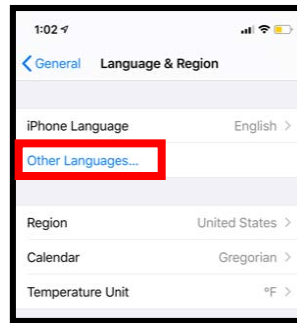 1:02
General Language & Region
iPhone Language English
Other Languages...
Region United States
Calendar Gregorian
Temperature Unit °F